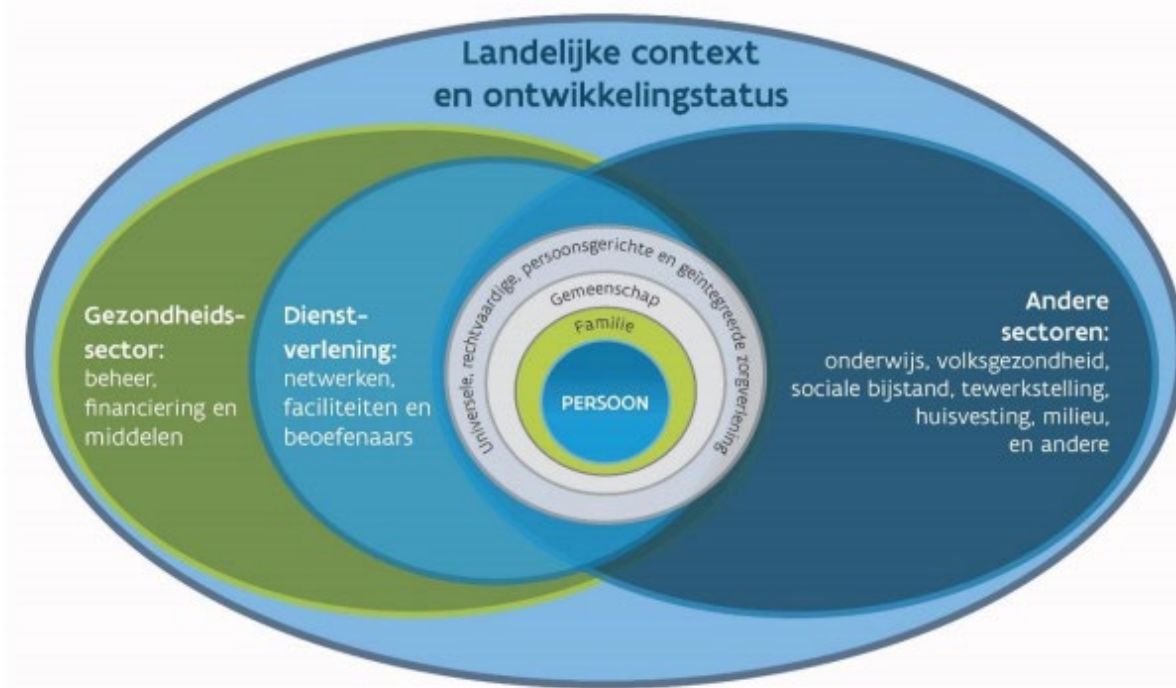 Landelijke context
en ontwikkelingstatus
Gezondheids-
sector:
beheer,
financiering en
middelen
Dienst-
verlening:
netwerken,
faciliteiten en
beoefenaars
Universele, rechtvaardige, persoonsgerichte en geïntegreerde zorgverlening
Gemeenschap
Familie
PERSOON
Andere
sectoren:
onderwijs, volksgezondheid,
sociale bijstand, tewerkstelling,
huisvesting, milieu,
en andere